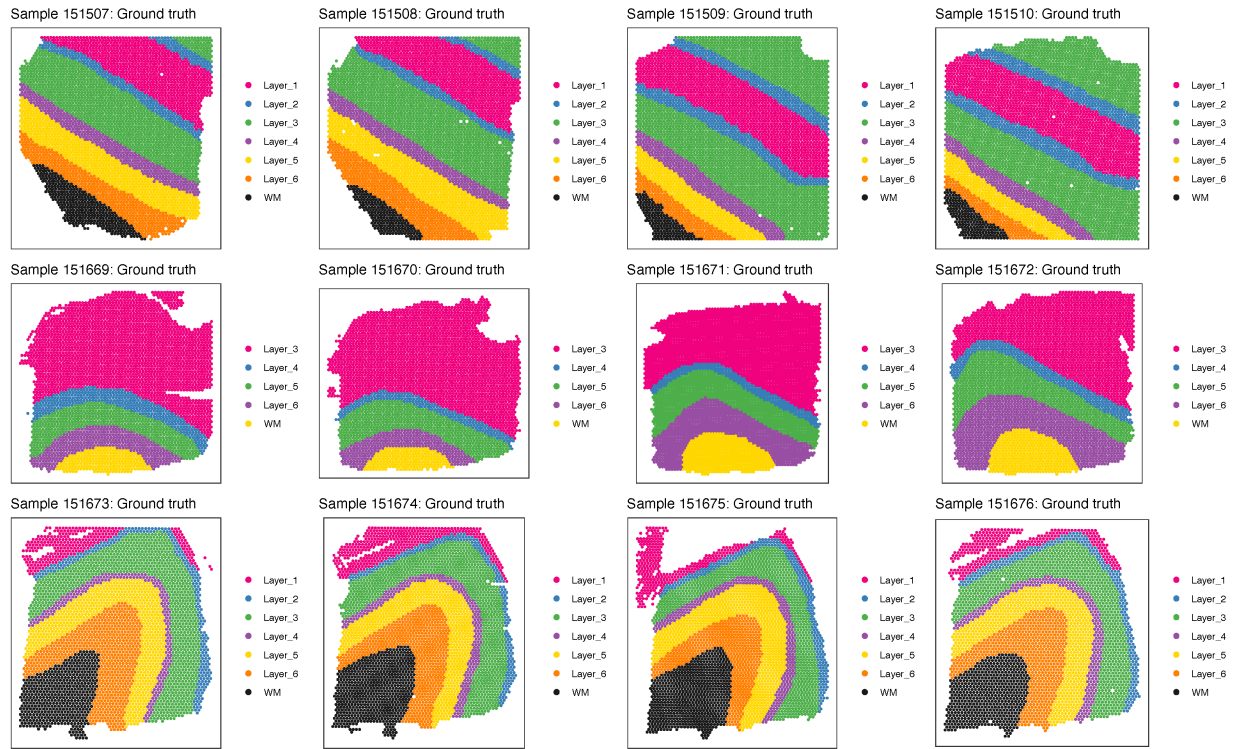 Sample 151507: Ground truth
Layer_1
Layer_2
Layer_3
Layer_4
Layer_5
Layer_6
WM
Sample 151508: Ground truth
Layer_1
Layer_2
Layer_3
Layer_4
Layer_5
Layer_6
WM
Sample 151509: Ground truth
Layer_1
Layer_2
Layer_3
Layer_4
Layer_5
Layer_6
WM
Sample 151510: Ground truth
Layer_1
Layer_2
Layer_3
Layer_4
Layer_5
Layer_6
WM
Sample 151669: Ground truth
Layer_3
Layer_4
Layer_5
Layer_6
WM
Sample 151670: Ground truth
Layer_3
Layer_4
Layer_5
Layer_6
WM
Sample 151671: Ground truth
Layer_3
Layer_4
Layer_5
Layer_6
WM
Sample 151672: Ground truth
Layer_3
Layer_4
Layer_5
Layer_6
WM
Sample 151673: Ground truth
Layer_1
Layer_2
Layer_3
Layer_4
Layer_5
Layer_6
WM
Sample 151674: Ground truth
Layer_1
Layer_2
Layer_3
Layer_4
Layer_5
Layer_6
WM
Sample 151675: Ground truth
Layer_1
Layer_2
Layer_3
Layer_4
Layer_5
Layer_6
WM
Sample 151676: Ground truth
Layer_1
Layer_2
Layer_3
Layer_4
Layer_5
Layer_6
WM